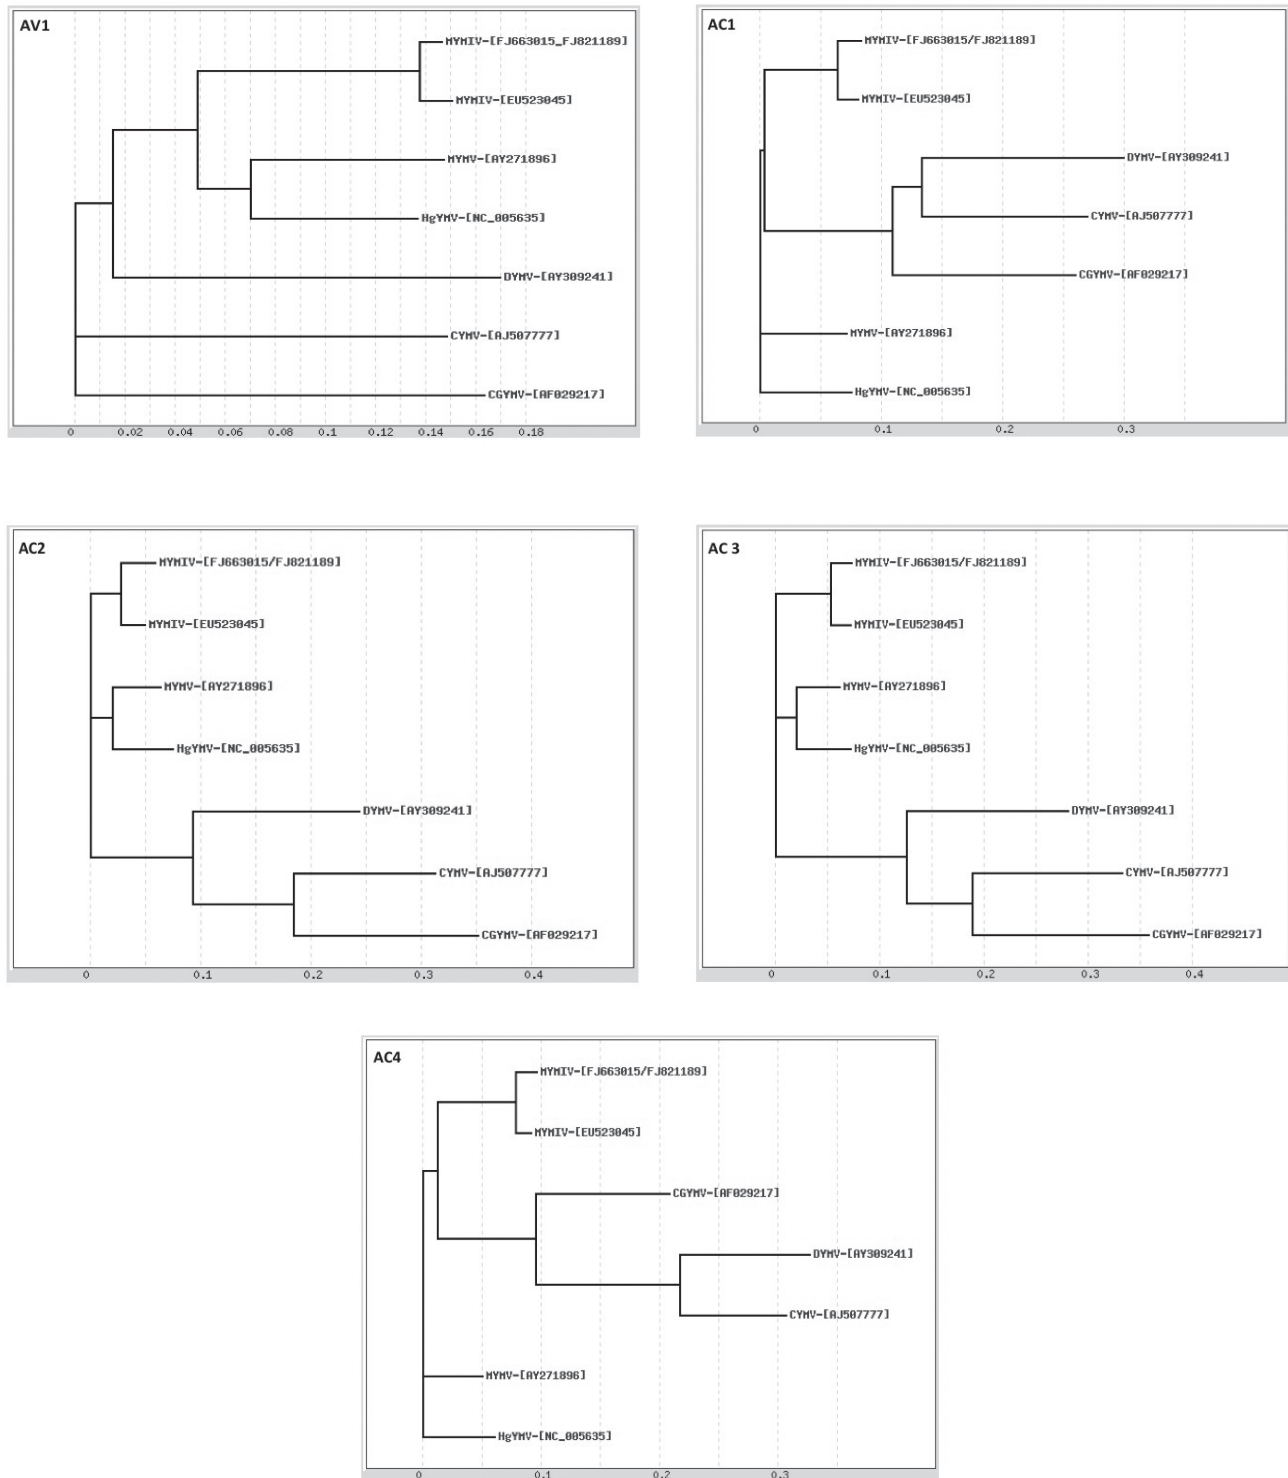 AV1
MYMIV-[FJ663015_FJ821189]
MYMIV-[EU523045]
MYMV-[AY271896]
HgYMV-[NC_005635]
DYMV-[AY309241]
CYMV-[AJ507777]
CGYMV-[AF029217]
0 0.02 0.04 0.06 0.08 0.1 0.12 0.14 0.16 0.18
AC1
MYMIV-[FJ663015/FJ821189]
MYMIV-[EU523045]
DYMV-[AY309241]
CYMV-[AJ507777]
CGYMV-[AF029217]
MYMV-[AY271896]
HgYMV-[NC_005635]
0 0.1 0.2 0.3
AC2
MYMIV-[FJ663015/FJ821189]
MYMIV-[EU523045]
MYMV-[AY271896]
HgYMV-[NC_005635]
DYMV-[AY309241]
CYMV-[AJ507777]
CGYMV-[AF029217]
0 0.1 0.2 0.3 0.4
AC 3
MYMIV-[FJ663015/FJ821189]
MYMIV-[EU523045]
MYMV-[AY271896]
HgYMV-[NC_005635]
DYMV-[AY309241]
CYMV-[AJ507777]
CGYMV-[AF029217]
0 0.1 0.2 0.3 0.4
AC4
MYMIV-[FJ663015/FJ821189]
MYMIV-[EU523045]
CGYMV-[AF029217]
DYMV-[AY309241]
CYMV-[AJ507777]
MYMV-[AY271896]
HgYMV-[NC_005635]
0 0.1 0.2 0.3